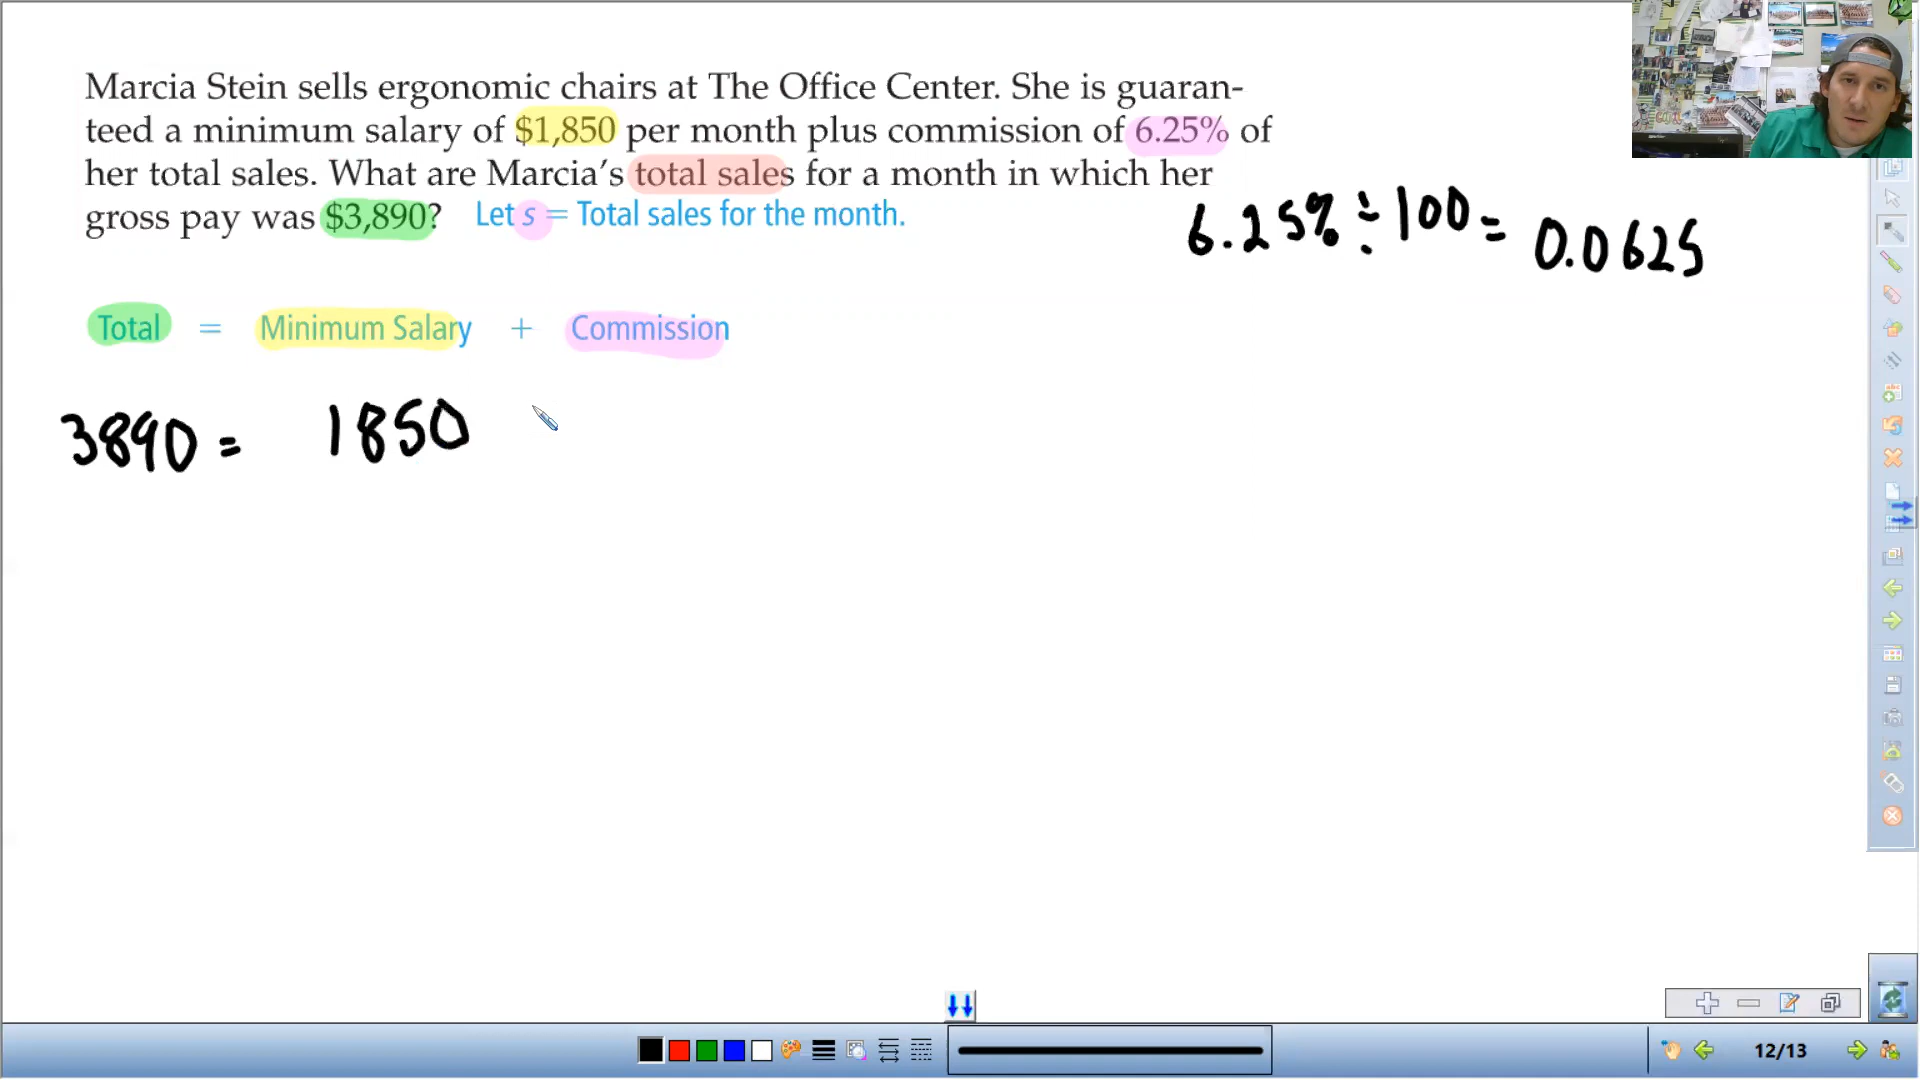 Marcia Stein sells ergonomic chairs at The Office Center. She is guaran-
teed a minimum salary of $1,850 per month plus commission of 6.25% of
her total sales. What are Marcia's total sales for a month in which her
gross pay was $3,890? Let s = Total sales for the month.
6.25% ÷ 100 = 0.0625
Total = Minimum Salary + Commission
3890 = 1850
12/13